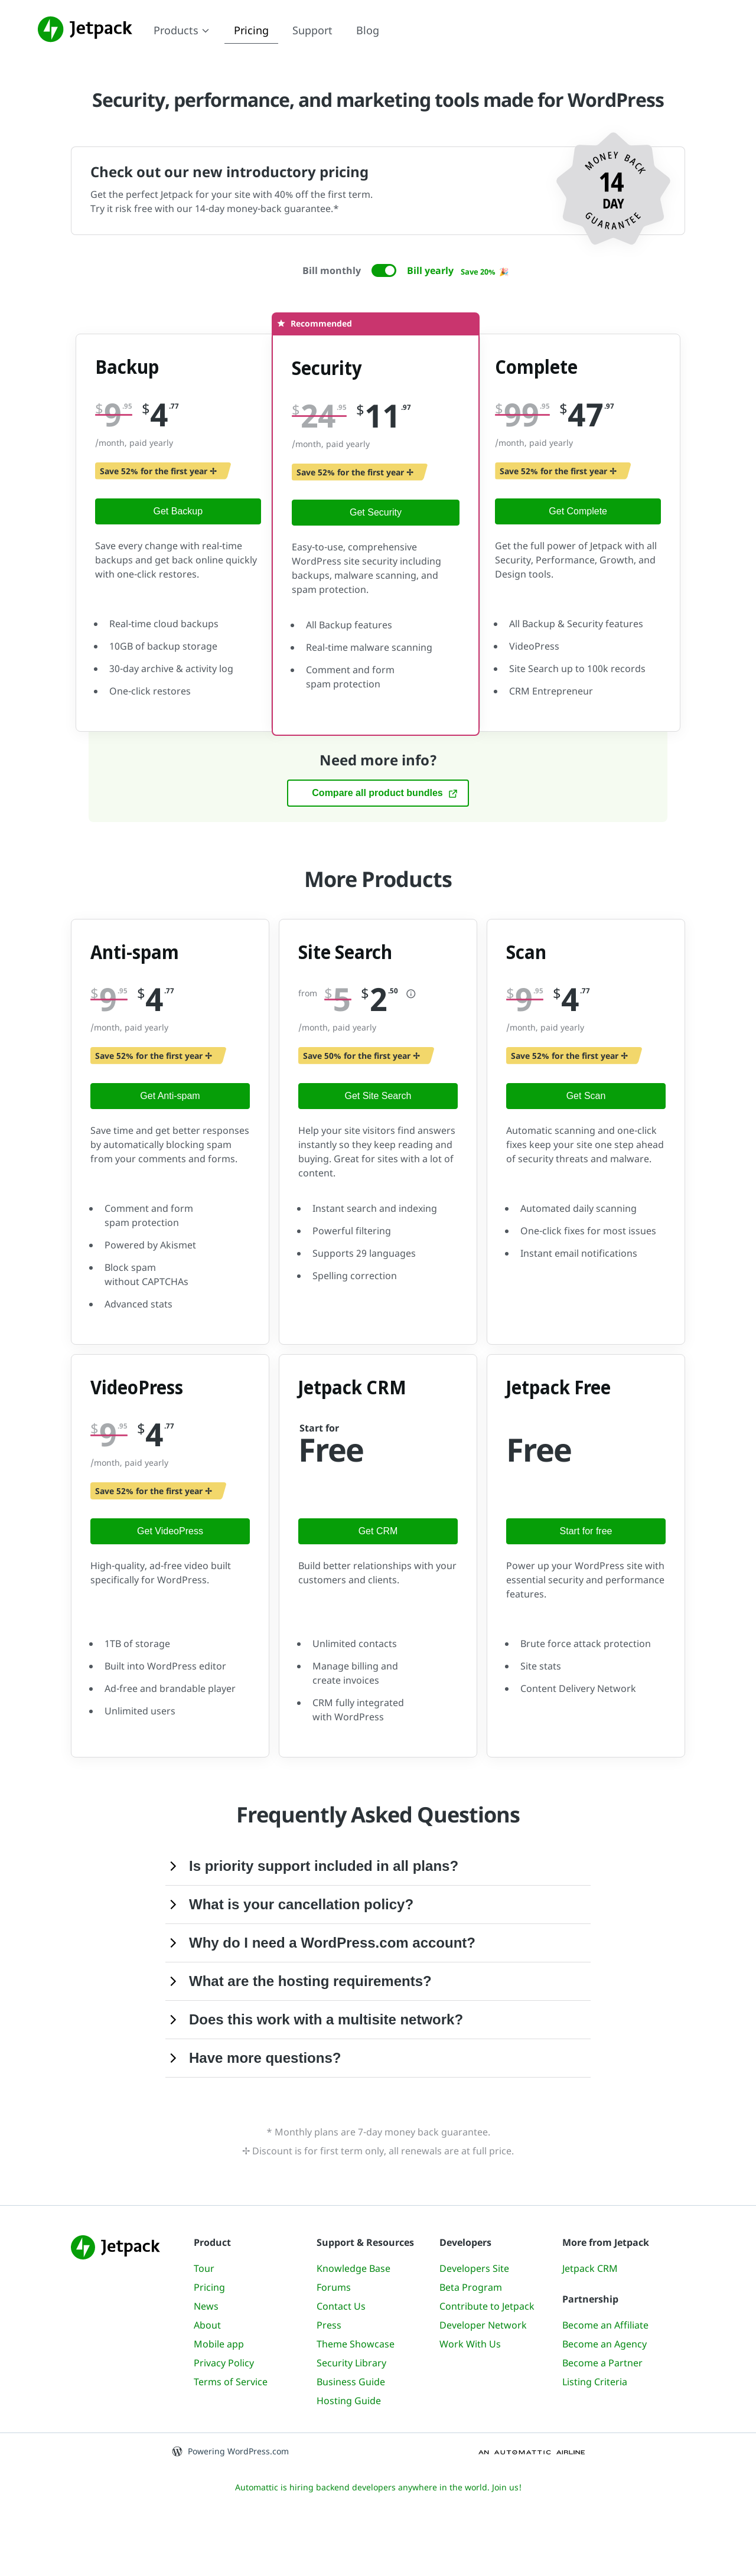 Jetpack
Products
Pricing
Support
Blog
Security, performance, and marketing tools made for WordPress
Check out our new introductory pricing
Get the perfect Jetpack for your site with 40% off the first term.
Try it risk free with our 14-day money-back guarantee.*
MONEY BACK
14
DAY
GUARANTEE
Bill monthly
Bill yearly
Save 20% 🎉
Recommended
Backup
$9.95 $4.77
/month, paid yearly
Save 52% for the first year ✢
Get Backup
Save every change with real-time
backups and get back online quickly
with one-click restores.
• Real-time cloud backups
• 10GB of backup storage
• 30-day archive & activity log
• One-click restores
Security
$24.95 $11.97
/month, paid yearly
Save 52% for the first year ✢
Get Security
Easy-to-use, comprehensive
WordPress site security including
backups, malware scanning, and
spam protection.
• All Backup features
• Real-time malware scanning
• Comment and form
spam protection
Complete
$99.95 $47.97
/month, paid yearly
Save 52% for the first year ✢
Get Complete
Get the full power of Jetpack with all
Security, Performance, Growth, and
Design tools.
• All Backup & Security features
• VideoPress
• Site Search up to 100k records
• CRM Entrepreneur
Need more info?
Compare all product bundles
More Products
Anti-spam
$9.95 $4.77
/month, paid yearly
Save 52% for the first year ✢
Get Anti-spam
Save time and get better responses
by automatically blocking spam
from your comments and forms.
• Comment and form
spam protection
• Powered by Akismet
• Block spam
without CAPTCHAs
• Advanced stats
Site Search
from $5 $2.50
/month, paid yearly
Save 50% for the first year ✢
Get Site Search
Help your site visitors find answers
instantly so they keep reading and
buying. Great for sites with a lot of
content.
• Instant search and indexing
• Powerful filtering
• Supports 29 languages
• Spelling correction
Scan
$9.95 $4.77
/month, paid yearly
Save 52% for the first year ✢
Get Scan
Automatic scanning and one-click
fixes keep your site one step ahead
of security threats and malware.
• Automated daily scanning
• One-click fixes for most issues
• Instant email notifications
VideoPress
$9.95 $4.77
/month, paid yearly
Save 52% for the first year ✢
Get VideoPress
High-quality, ad-free video built
specifically for WordPress.
• 1TB of storage
• Built into WordPress editor
• Ad-free and brandable player
• Unlimited users
Jetpack CRM
Start for
Free
Get CRM
Build better relationships with your
customers and clients.
• Unlimited contacts
• Manage billing and
create invoices
• CRM fully integrated
with WordPress
Jetpack Free
Free
Start for free
Power up your WordPress site with
essential security and performance
features.
• Brute force attack protection
• Site stats
• Content Delivery Network
Frequently Asked Questions
Is priority support included in all plans?
What is your cancellation policy?
Why do I need a WordPress.com account?
What are the hosting requirements?
Does this work with a multisite network?
Have more questions?
* Monthly plans are 7-day money back guarantee.
✢ Discount is for first term only, all renewals are at full price.
Jetpack
Product
Tour
Pricing
News
About
Mobile app
Privacy Policy
Terms of Service
Support & Resources
Knowledge Base
Forums
Contact Us
Press
Theme Showcase
Security Library
Business Guide
Hosting Guide
Developers
Developers Site
Beta Program
Contribute to Jetpack
Developer Network
Work With Us
More from Jetpack
Jetpack CRM
Partnership
Become an Affiliate
Become an Agency
Become a Partner
Listing Criteria
Powering WordPress.com
AN AUTOMATTIC AIRLINE
Automattic is hiring backend developers anywhere in the world. Join us!